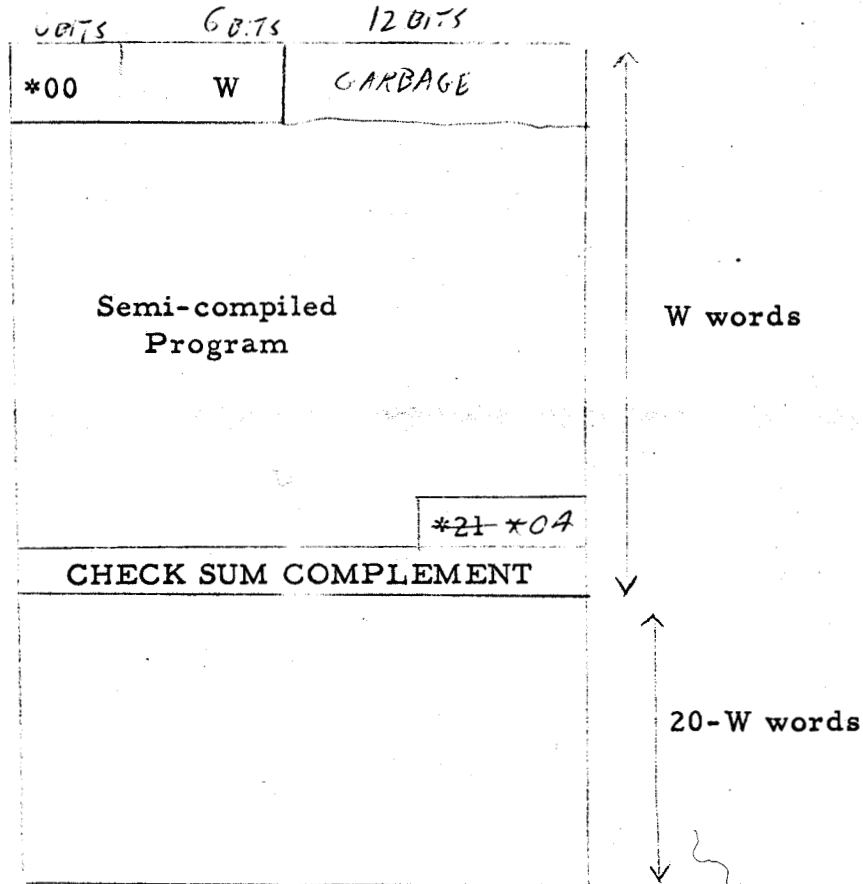 6 BITS 6 BITS 12 BITS
*00 W GARBAGE
Semi-compiled
Program
W words
*21 *04
CHECK SUM COMPLEMENT
20-W words